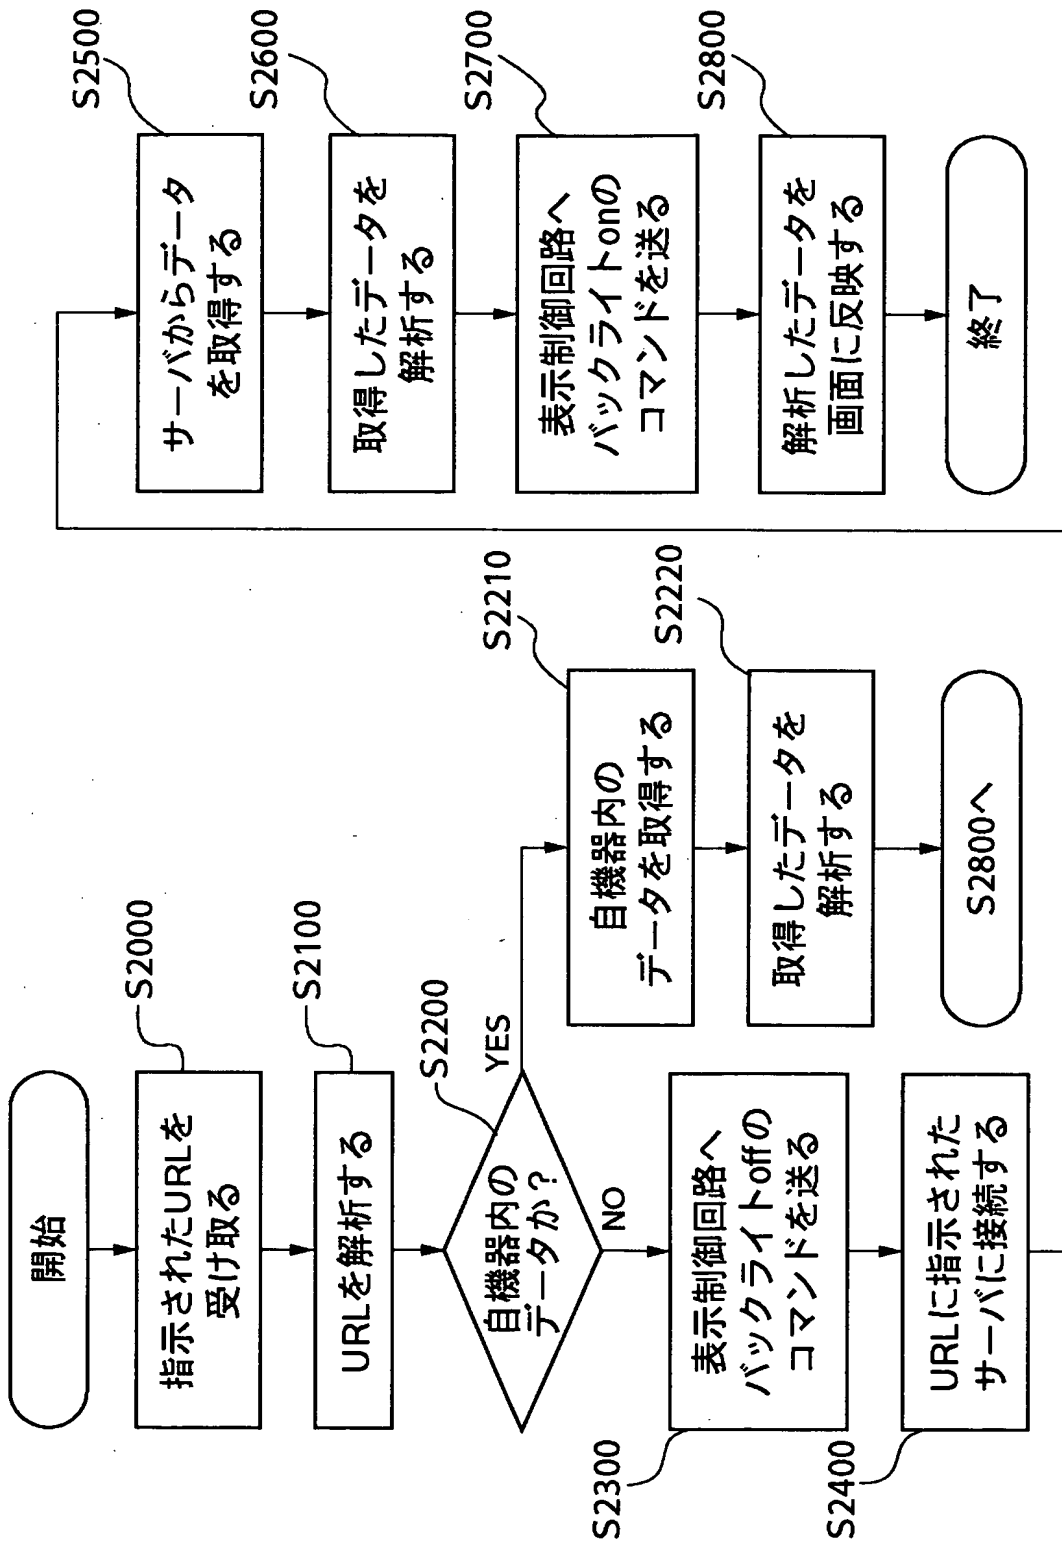 開始
指示されたURLを
受け取る
S2000
URLを解析する
S2100
自機器内の
データか？
S2200
YES
NO
表示制御回路へ
バックライトoffの
コマンドを送る
S2300
URLに指示された
サーバに接続する
S2400
自機器内の
データを取得する
S2210
取得したデータを
解析する
S2220
S2800へ
サーバからデータ
を取得する
S2500
取得したデータを
解析する
S2600
表示制御回路へ
バックライトonの
コマンドを送る
S2700
解析したデータを
画面に反映する
S2800
終了